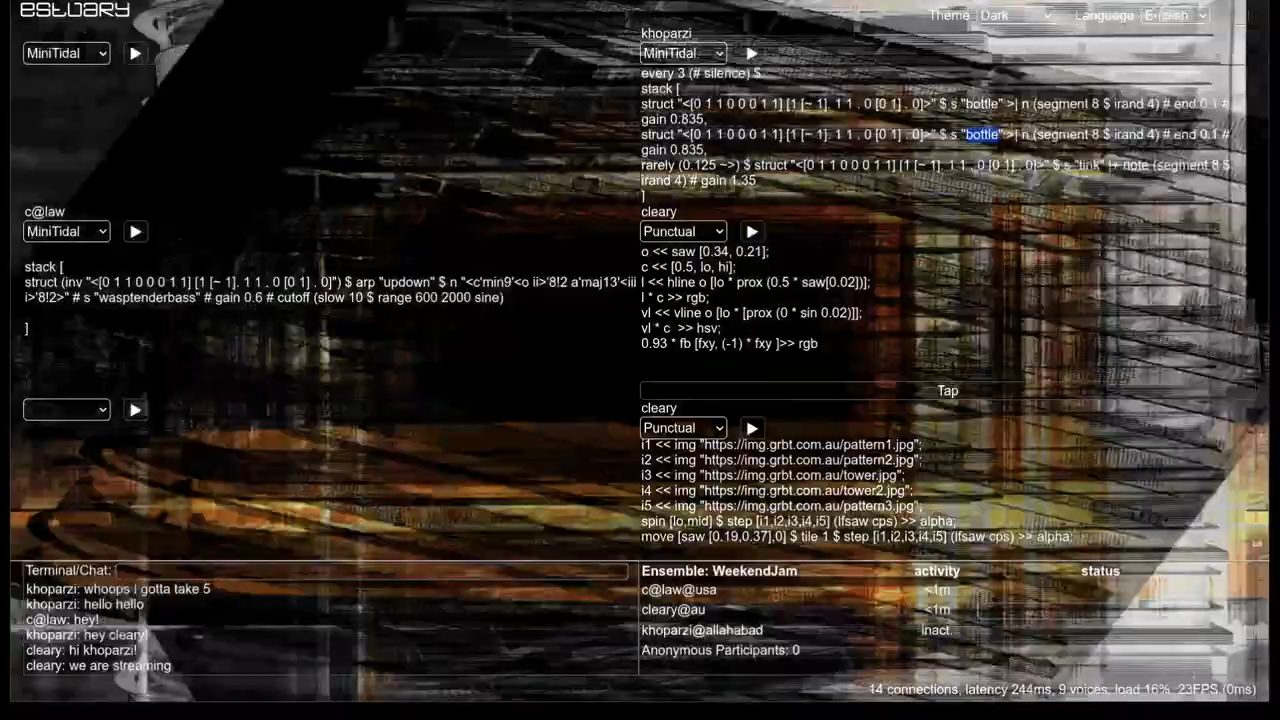 estuary
Theme Dark Language English
MiniTidal
khoparzi
MiniTidal
every 3 (# silence) $
stack [
struct "<[0 1 1 0 0 0 1 1] [1 [~ 1]. 1 1 . 0 [0 1] . 0]>" $ s "bottle" >| n (segment 8 $ irand 4) # end 0.1 #
gain 0.835,
struct "<[0 1 1 0 0 0 1 1] [1 [~ 1]. 1 1 . 0 [0 1] . 0]>" $ s "bottle" >| n (segment 8 $ irand 4) # end 0.1 #
gain 0.835,
rarely (0.125 ~>) $ struct "<[0 1 1 0 0 0 1 1] [1 [~ 1]. 1 1 . 0 [0 1] . 0]>" $ s "tink" |+ note (segment 8 $
irand 4) # gain 1.35
]
c@law
MiniTidal
stack [
struct (inv "<[0 1 1 0 0 0 1 1] [1 [~ 1]. 1 1 . 0 [0 1] . 0]") $ arp "updown" $ n "<c'min9'<o ii>'8!2 a'maj13'<iii
i>'8!2>" # s "wasptenderbass" # gain 0.6 # cutoff (slow 10 $ range 600 2000 sine)
]
cleary
Punctual
o << saw [0.34, 0.21];
c << [0.5, lo, hi];
l << hline o [lo * prox (0.5 * saw[0.02])];
l * c >> rgb;
vl << vline o [lo * [prox (0 * sin 0.02)]];
vl * c >> hsv;
0.93 * fb [fxy, (-1) * fxy ]>> rgb
Tap
cleary
Punctual
i1 << img "https://img.grbt.com.au/pattern1.jpg";
i2 << img "https://img.grbt.com.au/pattern2.jpg";
i3 << img "https://img.grbt.com.au/tower.jpg";
i4 << img "https://img.grbt.com.au/tower2.jpg";
i5 << img "https://img.grbt.com.au/pattern3.jpg";
spin [lo,mid] $ step [i1,i2,i3,i4,i5] (lfsaw cps) >> alpha;
move [saw [0.19,0.37],0] $ tile 1 $ step [i1,i2,i3,i4,i5] (lfsaw cps) >> alpha;
Terminal/Chat:
khoparzi: whoops i gotta take 5
khoparzi: hello hello
c@law: hey!
khoparzi: hey cleary!
cleary: hi khoparzi!
cleary: we are streaming
Ensemble: WeekendJam activity status
c@law@usa <1m
cleary@au <1m
khoparzi@allahabad inact.
Anonymous Participants: 0
14 connections, latency 244ms, 9 voices, load 16%, 23FPS (0ms)